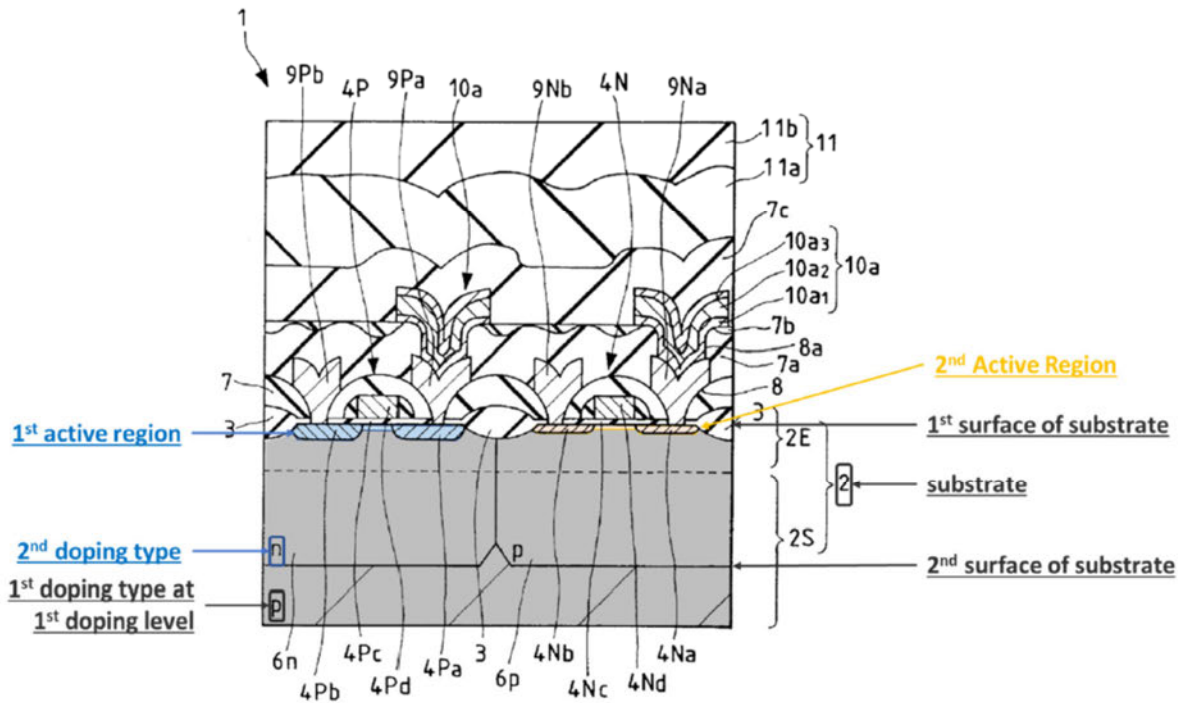 1
9Pb
4P
9Pa
10a
9Nb
4N
9Na
11b
11
11a
7c
10a3
10a2
10a
10a1
7b
8a
7a
2nd Active Region
7
8
3
3
1st active region
1st surface of substrate
2E
2
substrate
2S
n
p
2nd doping type
2nd surface of substrate
1st doping type at
1st doping level
p
6n
4Pb
4Pc
4Pd
4Pa
3
6p
4Nb
4Nc
4Nd
4Na